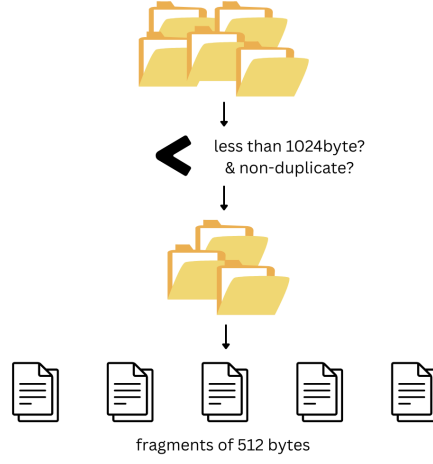 less than 1024byte?
& non-duplicate?
fragments of 512 bytes